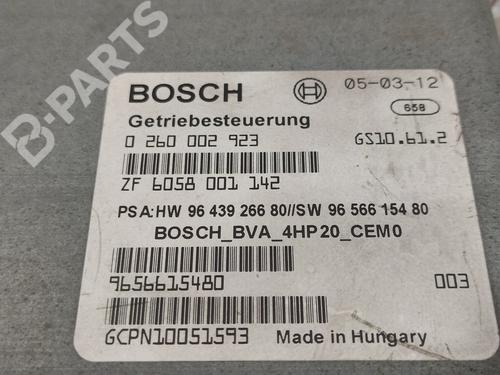 B-PARTS
BOSCH 05-03-12
658
Getriebesteuerung
0 260 002 923 GS10.61.2
ZF 6058 001 142
PSA:HW 96 439 266 80//SW 96 566 154 80
BOSCH_BVA_4HP20_CEM0
9656615480 003
GCPN10051593 Made in Hungary